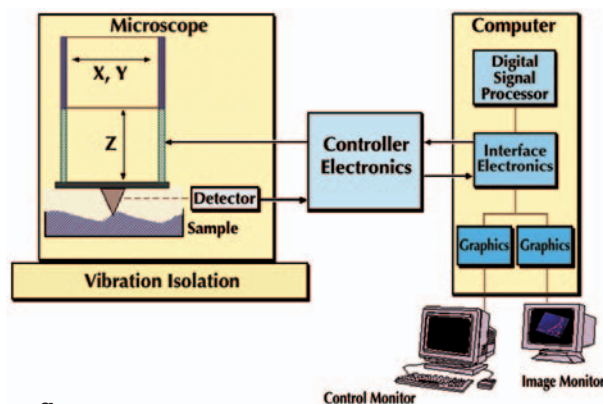 Microscope
X, Y
Z
Detector
Sample
Vibration Isolation
Controller
Electronics
Computer
Digital
Signal
Processor
Interface
Electronics
Graphics
Graphics
Control Monitor
Image Monitor